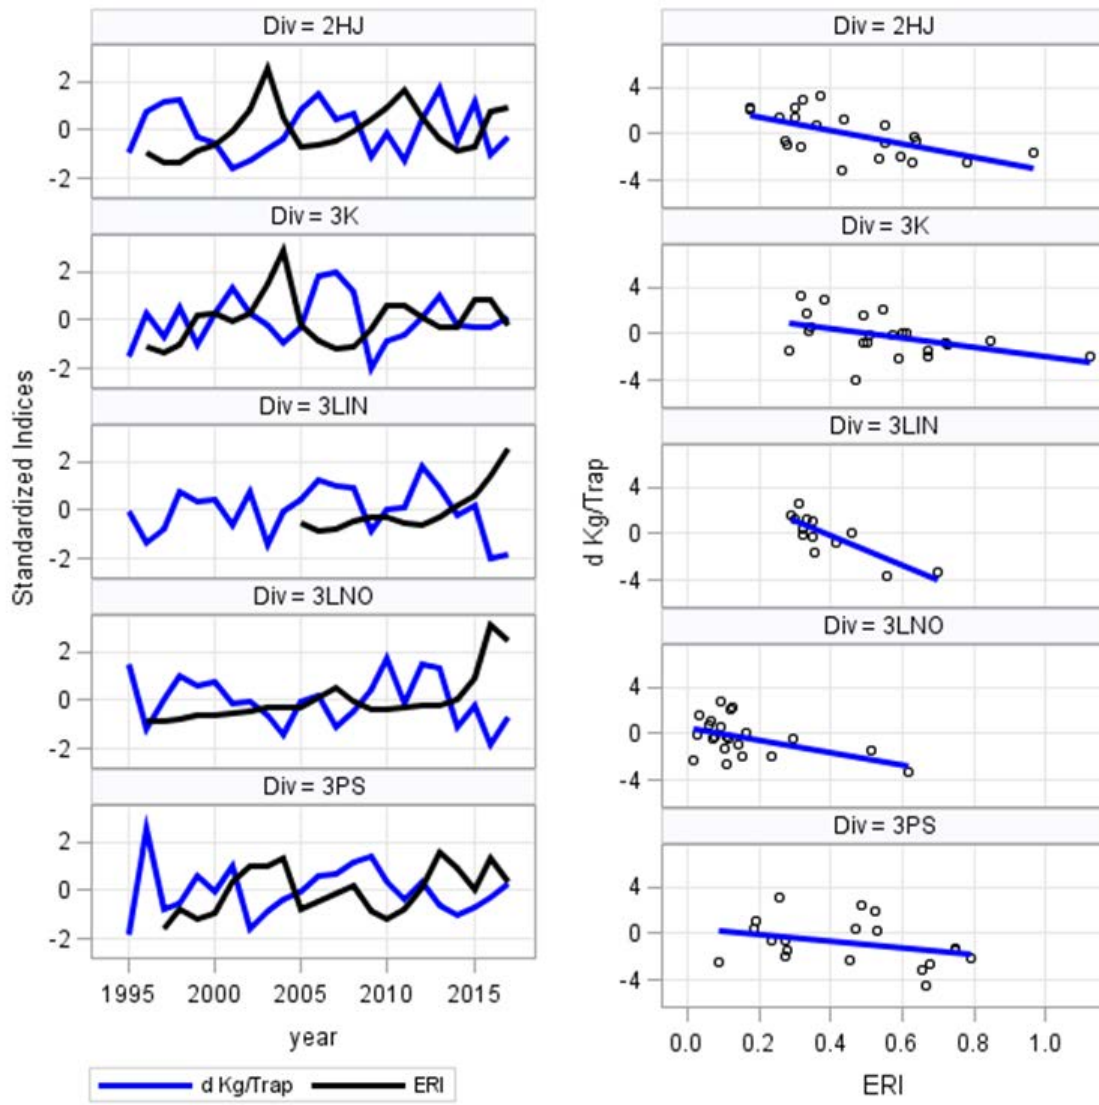 Div = 2HJ
2
0
-2
Div = 3K
2
0
-2
Div = 3LIN
2
0
-2
Div = 3LNO
2
0
-2
Div = 3PS
2
0
-2
Standardized Indices
1995 2000 2005 2010 2015
year
d Kg/Trap ERI
Div = 2HJ
4
0
-4
Div = 3K
4
0
-4
Div = 3LIN
4
0
-4
Div = 3LNO
4
0
-4
Div = 3PS
4
0
-4
d Kg/Trap
0.0 0.2 0.4 0.6 0.8 1.0
ERI